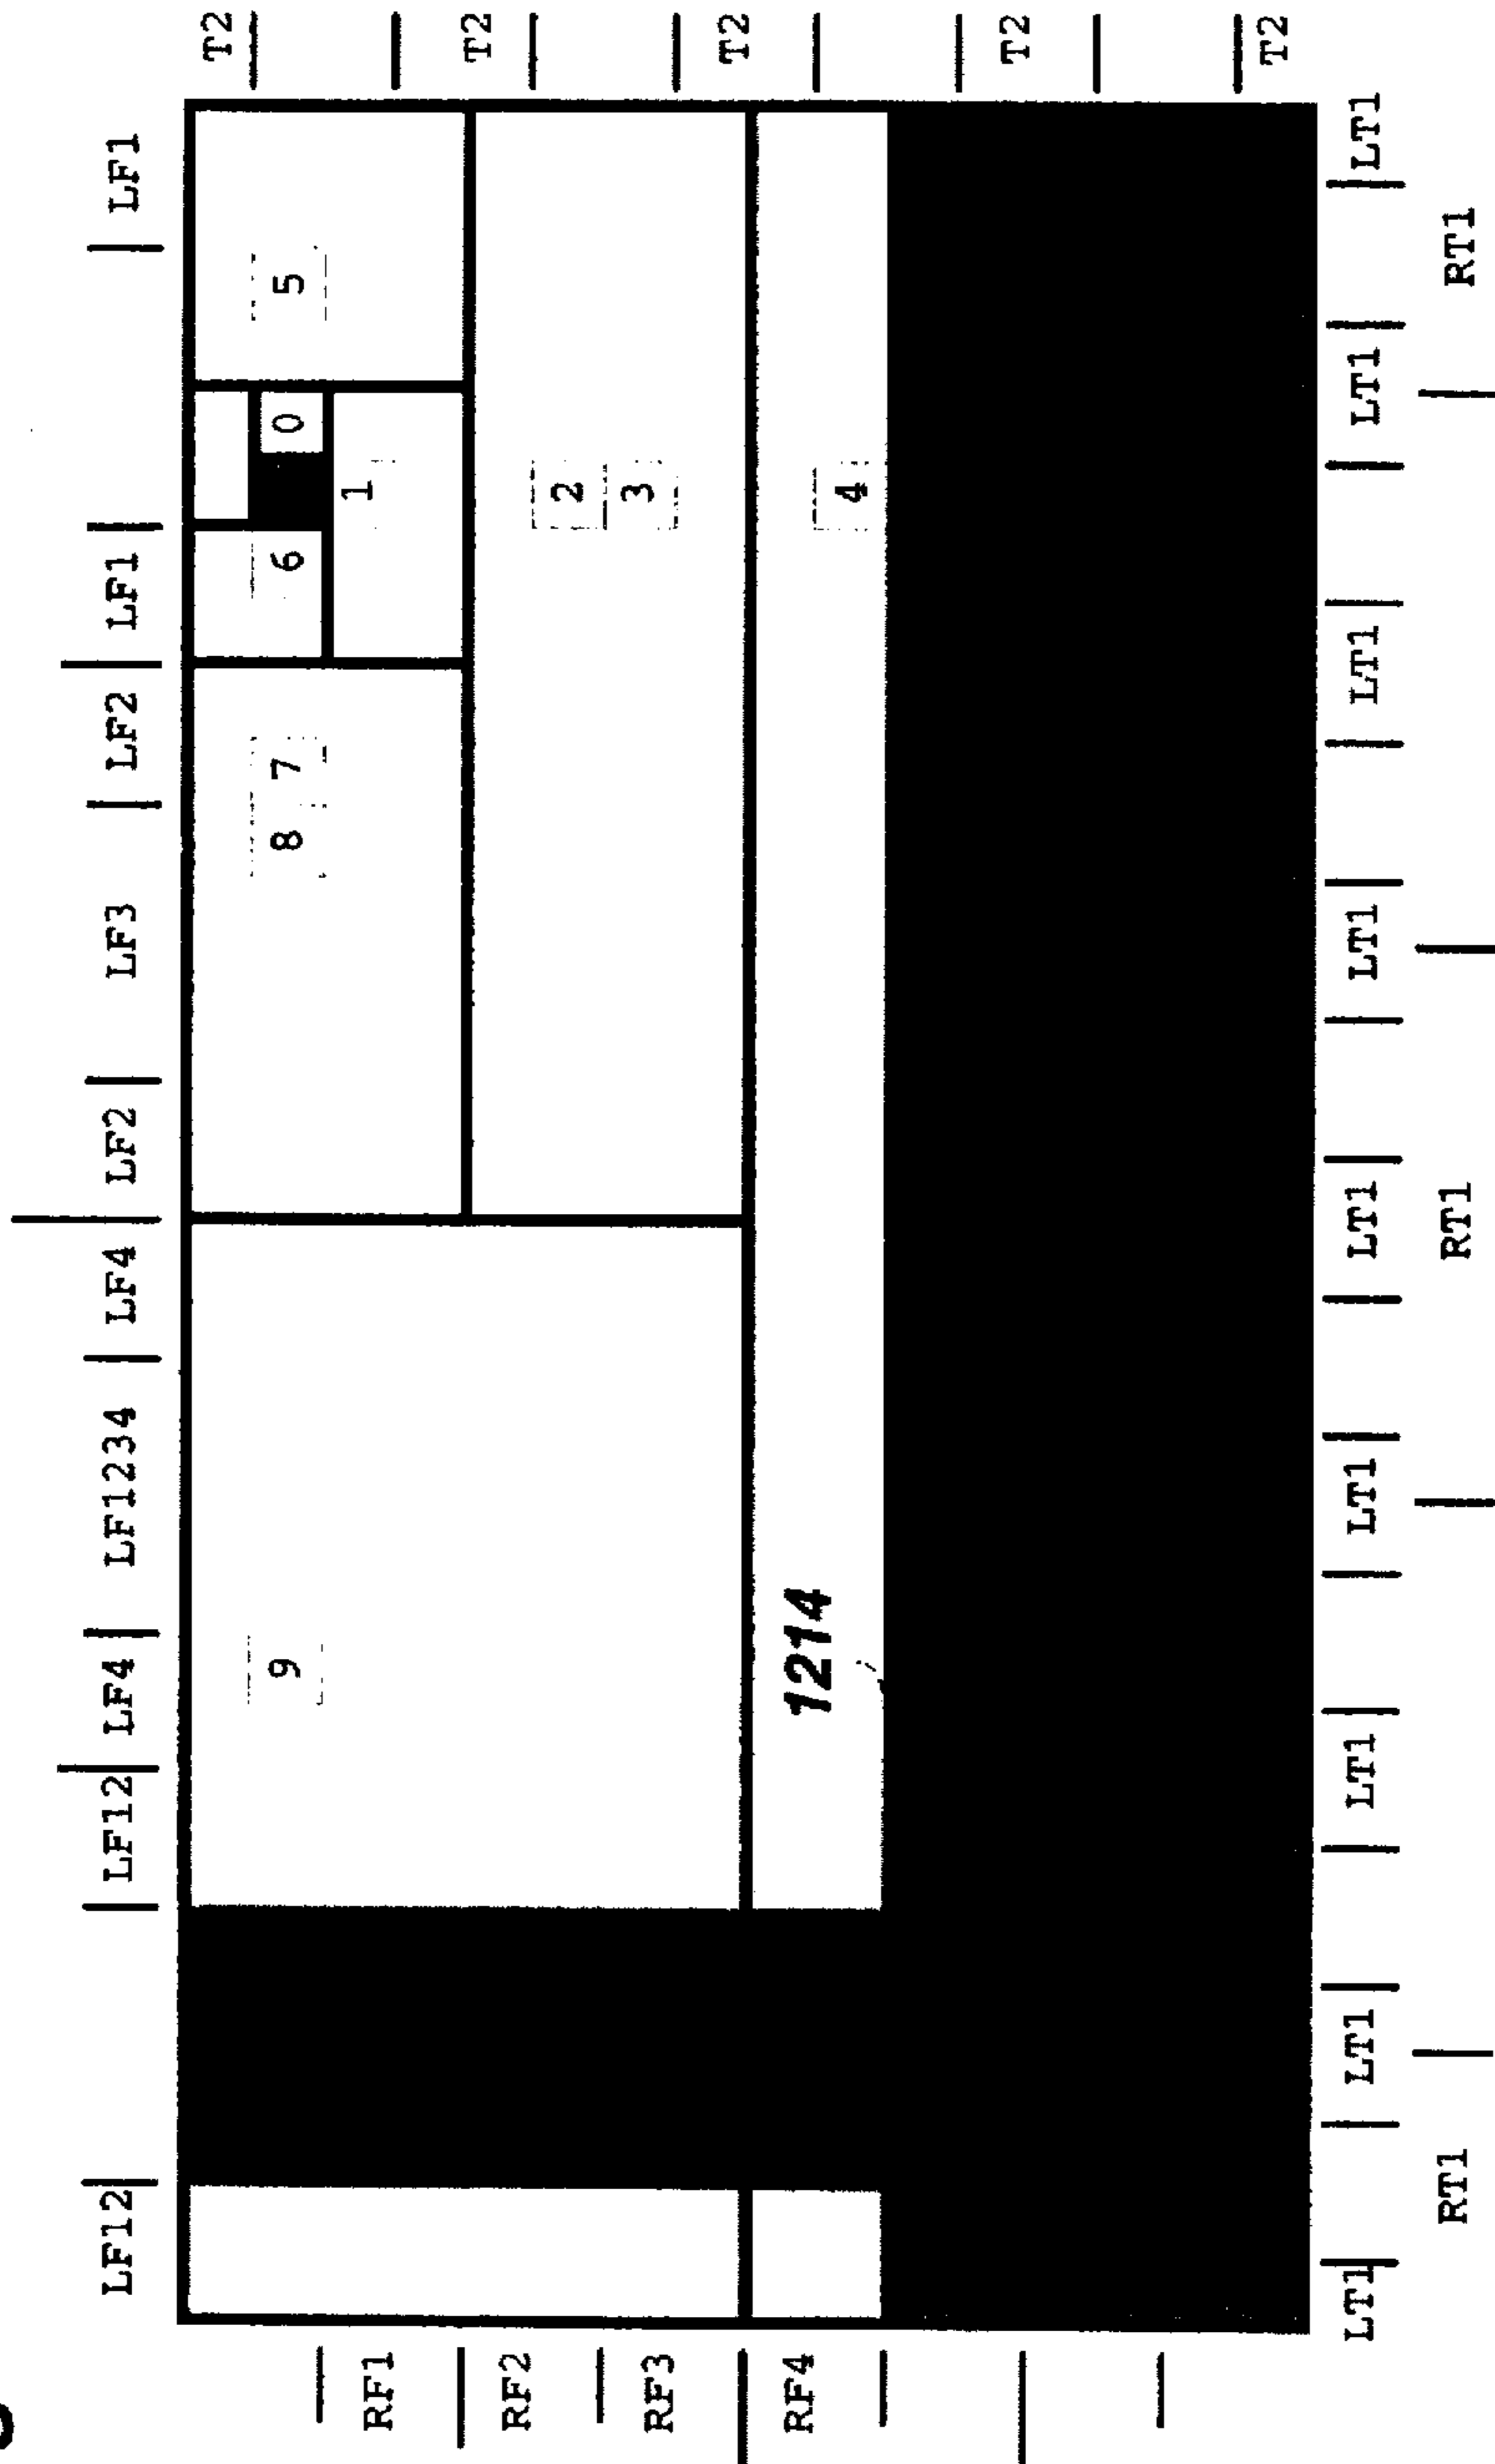 LF12 LF12 LF4 LF1234 LF4 LF2 LF3 LF2 LF1 LF1
T2
9 8 7 6 0 5
RF1 1
T2
RF2 2
RF3 3
T2
RF4 1214 4
T2
T2
LT1 LT1 LT1 LT1 LT1 LT1 LT1 LT1 LT1
RT1 RT1 RT1